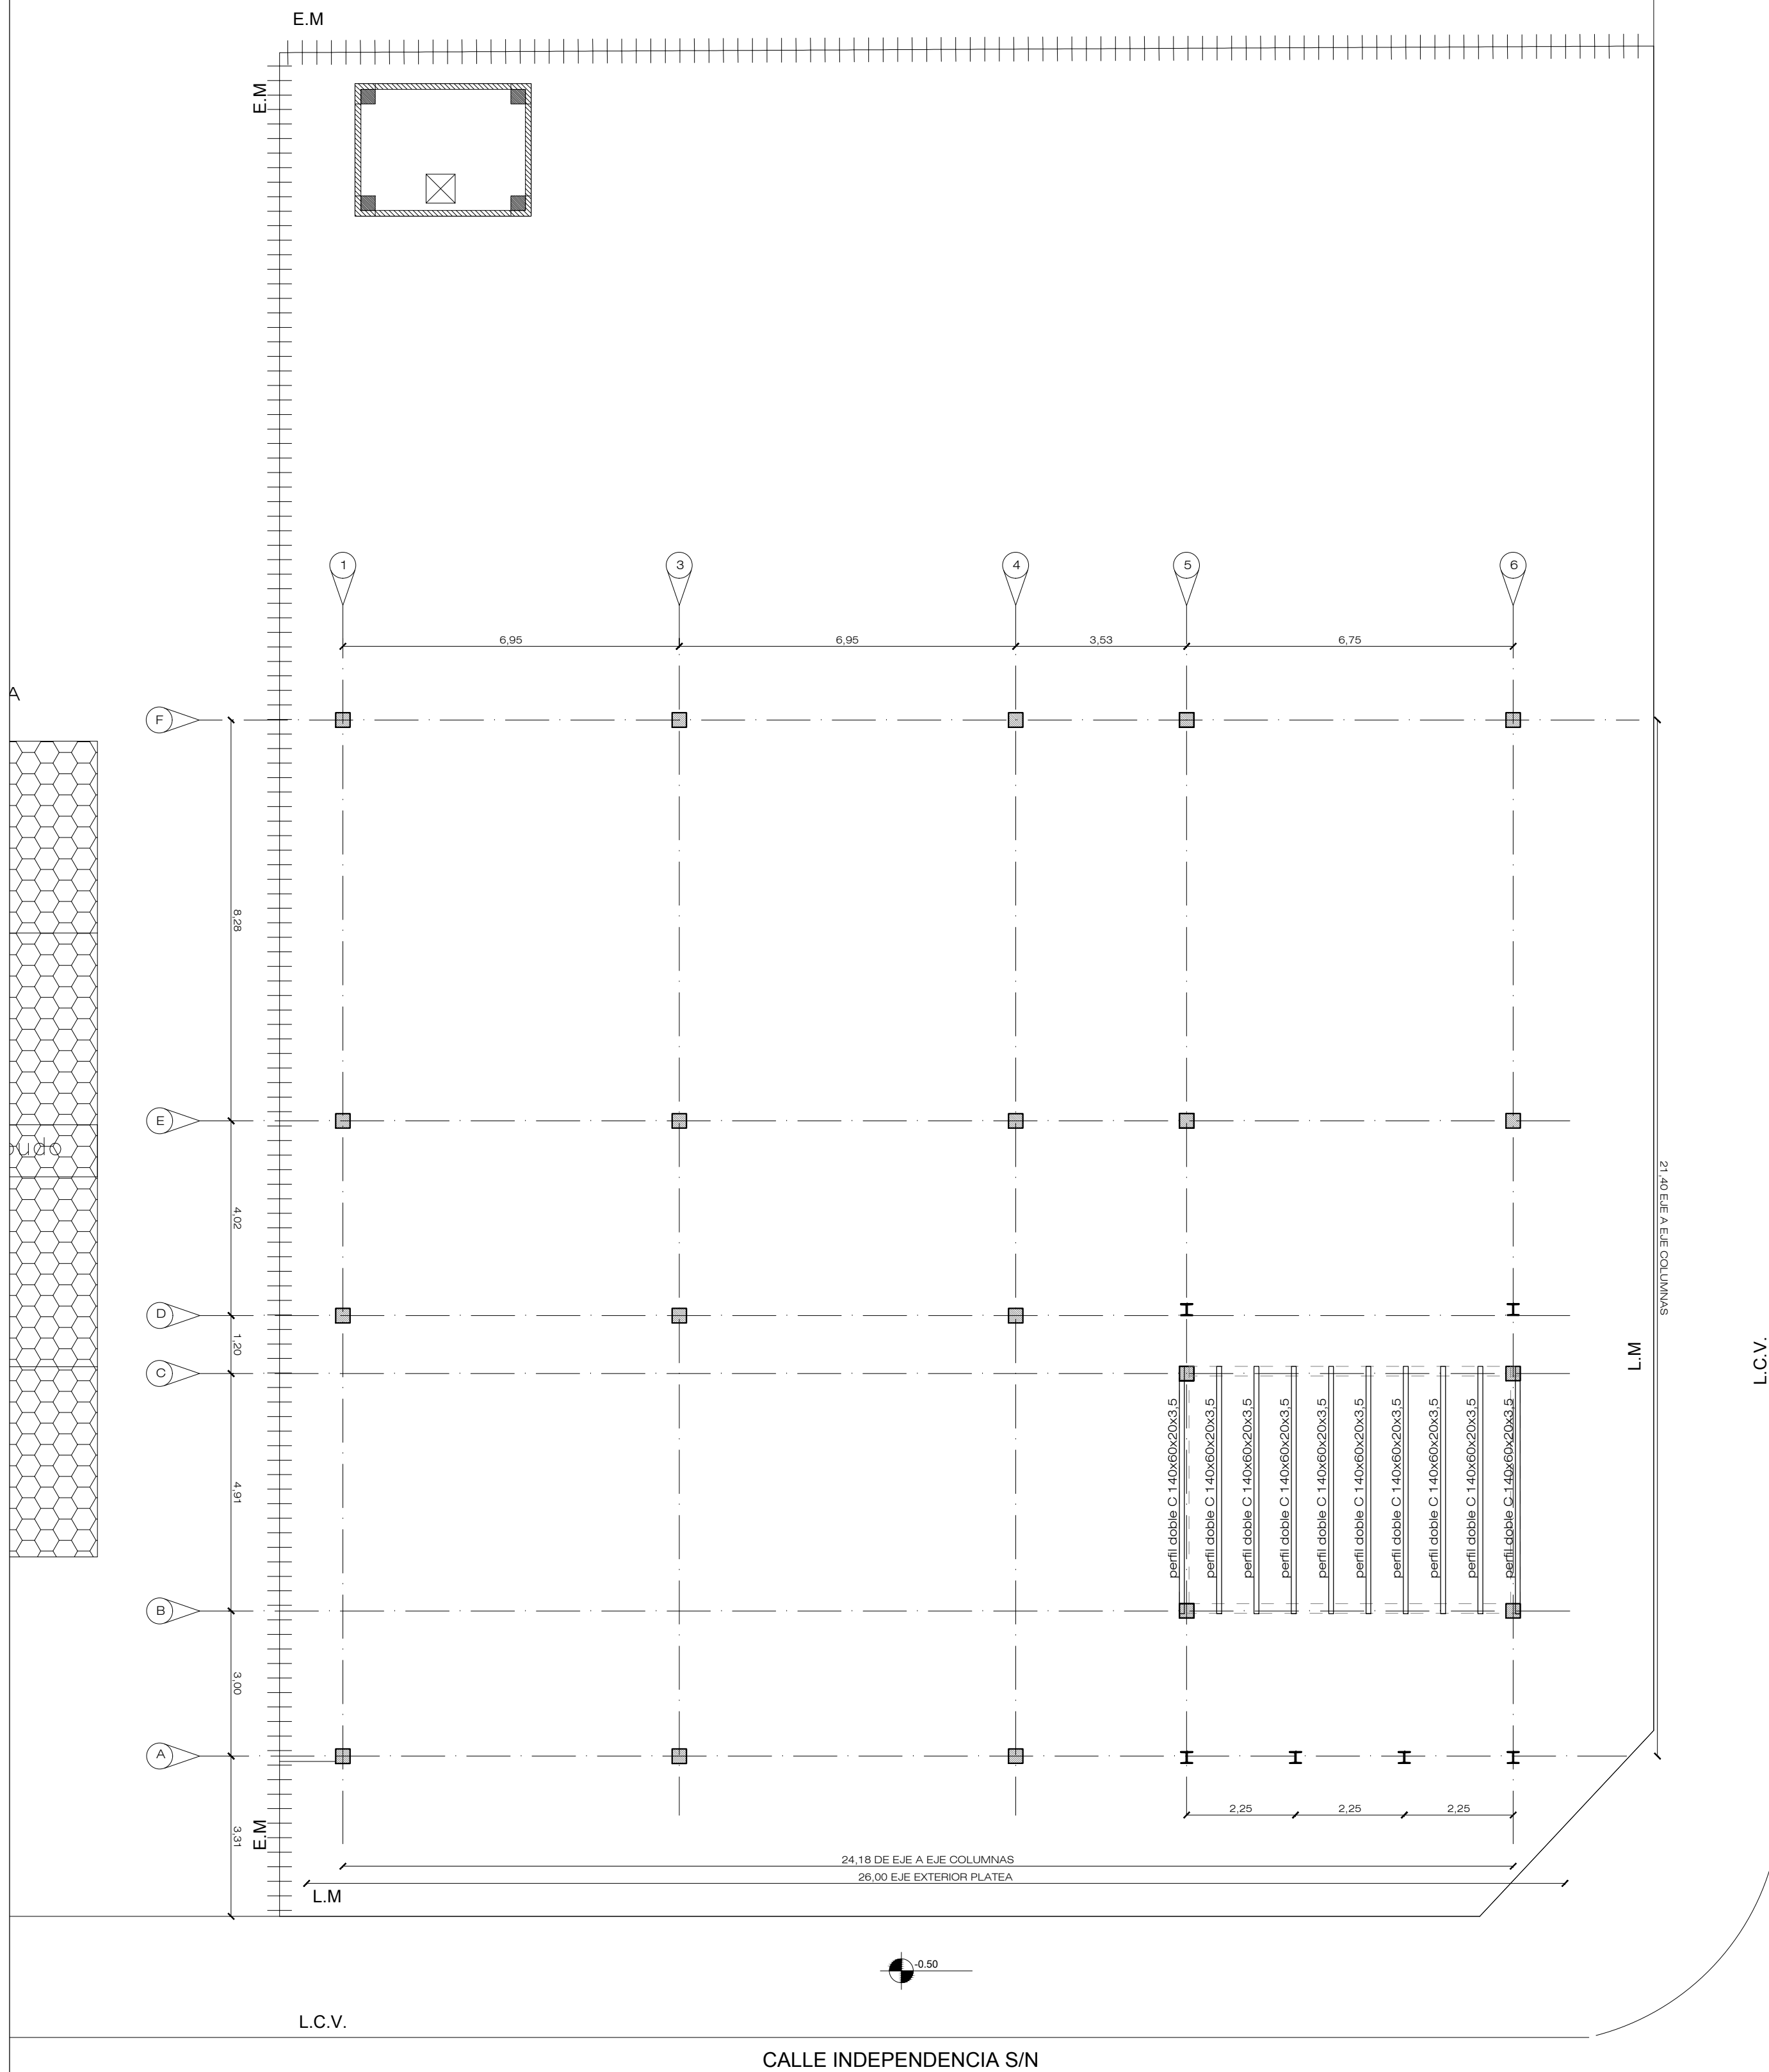 E.M
E.M
1
3
4
5
6
6,95
6,95
3,53
6,75
A
F
8,28
E
4,02
21,40 EJE A EJE COLUMNAS
D
1,20
L.M
L.C.V.
C
perfil doble C 140x60x20x3,5
perfil doble C 140x60x20x3,5
perfil doble C 140x60x20x3,5
perfil doble C 140x60x20x3,5
perfil doble C 140x60x20x3,5
perfil doble C 140x60x20x3,5
perfil doble C 140x60x20x3,5
perfil doble C 140x60x20x3,5
perfil doble C 140x60x20x3,5
perfil doble C 140x60x20x3,5
4,91
B
3,00
A
2,25
2,25
2,25
3,31
E.M
24,18 DE EJE A EJE COLUMNAS
26,00 EJE EXTERIOR PLATEA
L.M
-0.50
L.C.V.
CALLE INDEPENDENCIA S/N